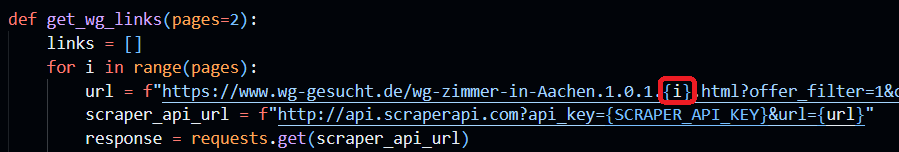 def get_wg_links(pages=2):
links = []
for i in range(pages):
url = f"https://www.wg-gesucht.de/wg-zimmer-in-Aachen.1.0.1.{i}.html?offer_filter=1&c
scraper_api_url = f"http://api.scraperapi.com?api_key={SCRAPER_API_KEY}&url={url}"
response = requests.get(scraper_api_url)